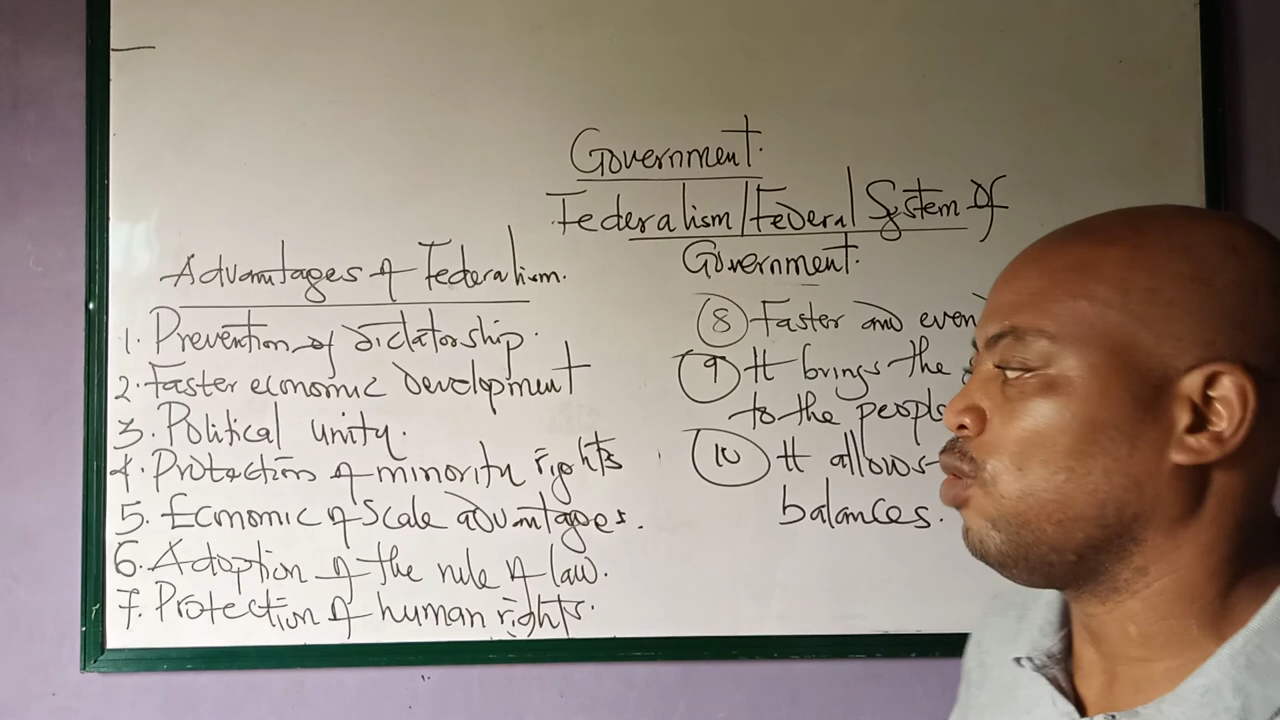 Government.
Federalism/Federal System of
Government.
Advantages of Federalism.
1. Prevention of dictatorship.
2. Faster economic Development
3. Political unity.
4. Protection of minority rights
5. Economic of Scale advantages.
6. Adoption of the rule of law.
7. Protection of human rights.
8 Faster and even
9 It brings the
to the people
10 It allows
balances.